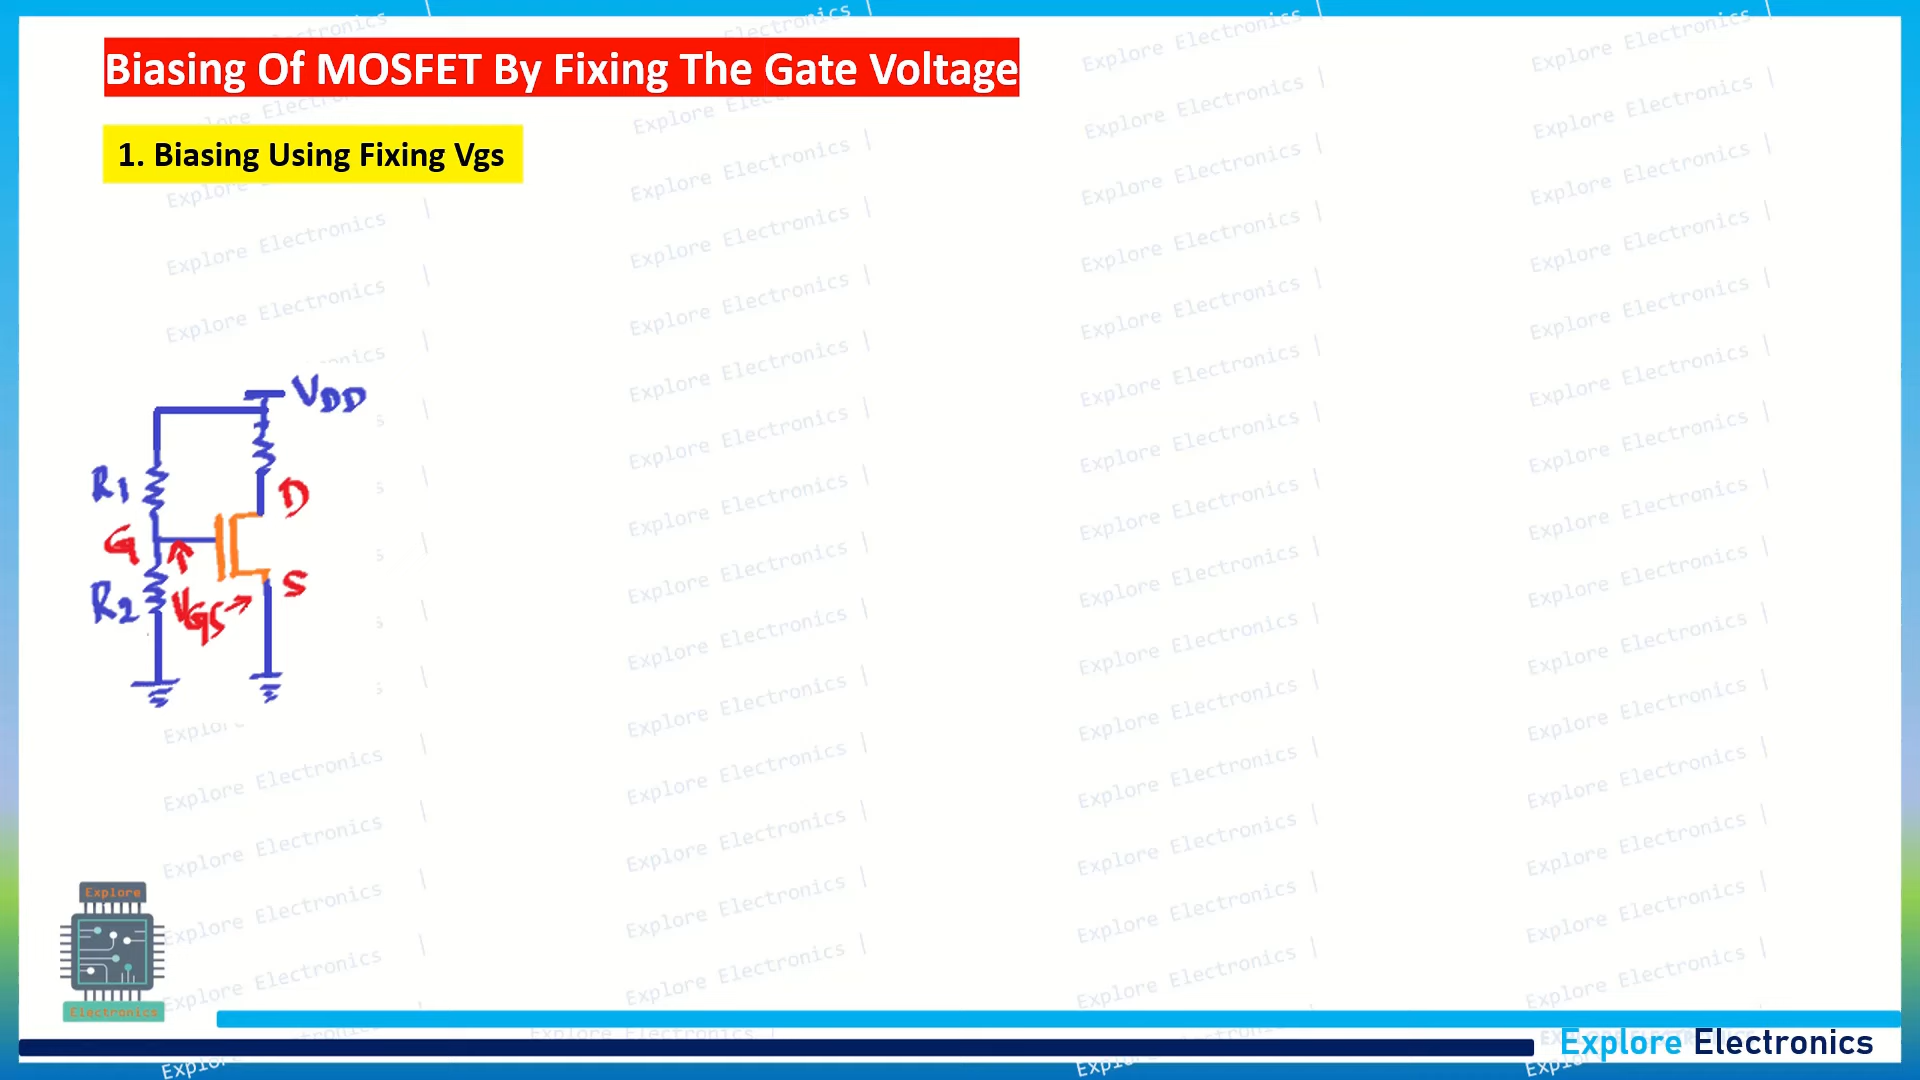 Biasing Of MOSFET By Fixing The Gate Voltage
1. Biasing Using Fixing Vgs
VDD
R1
D
G
S
R2
VGS
Explore
Electronics
Explore Electronics